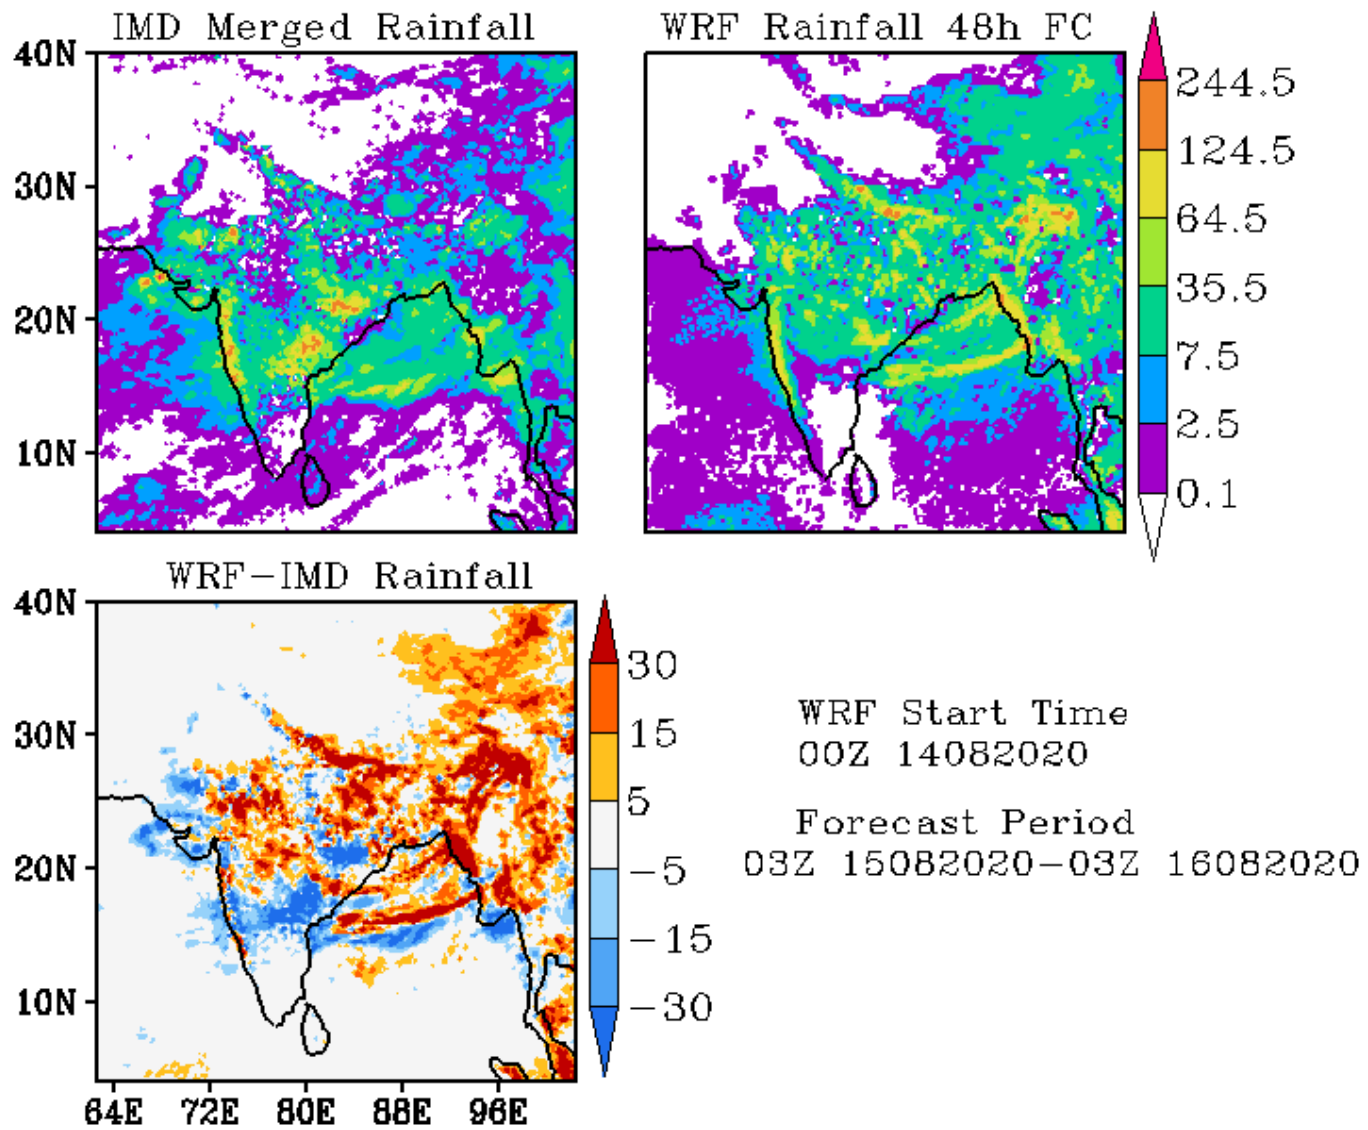 IMD Merged Rainfall
WRF Rainfall 48h FC
40N
30N
20N
10N
244.5
124.5
64.5
35.5
7.5
2.5
0.1
WRF-IMD Rainfall
40N
30N
20N
10N
64E 72E 80E 88E 96E
30
15
5
-5
-15
-30
WRF Start Time
00Z 14082020
Forecast Period
03Z 15082020-03Z 16082020